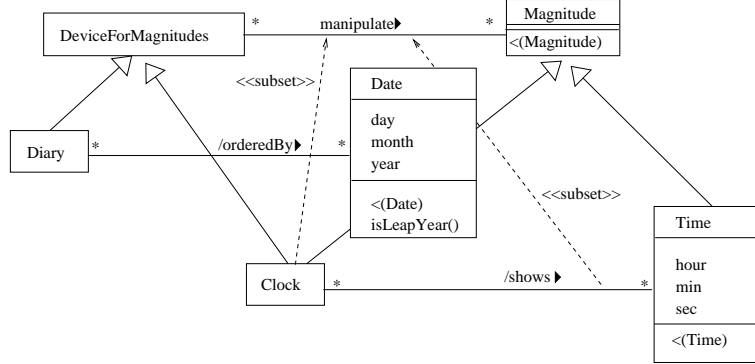 DeviceForMagnitudes
* manipulate *
Magnitude
<(Magnitude)
<<subset>>
Date
day
month
year
<(Date)
isLeapYear()
Diary
* /orderedBy *
<<subset>>
Time
hour
min
sec
<(Time)
Clock
* /shows *